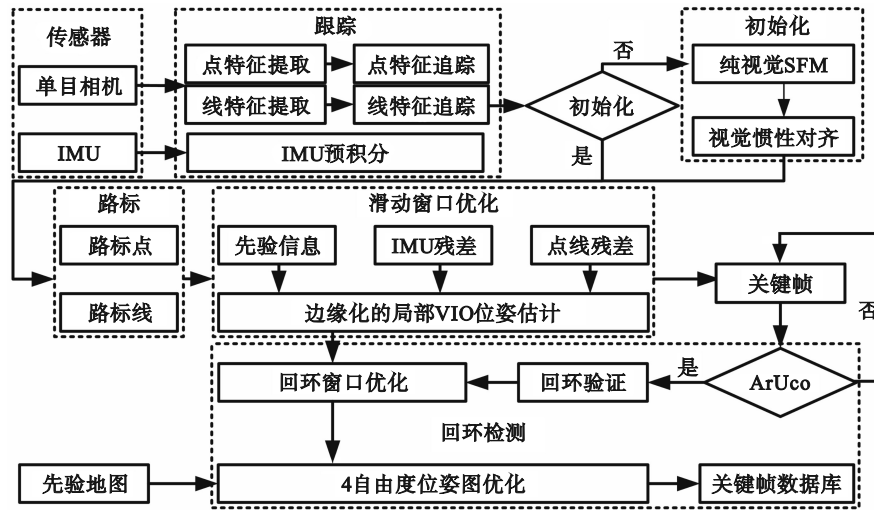 传感器
单目相机
IMU
跟踪
点特征提取
点特征追踪
线特征提取
线特征追踪
IMU预积分
初始化
否
是
初始化
纯视觉SFM
视觉惯性对齐
路标
路标点
路标线
滑动窗口优化
先验信息
IMU残差
点线残差
边缘化的局部VIO位姿估计
关键帧
否
ArUco
是
回环验证
回环窗口优化
回环检测
先验地图
4自由度位姿图优化
关键帧数据库